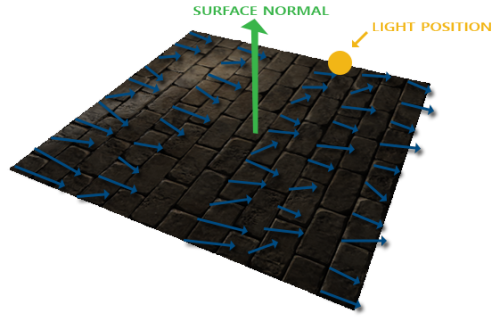 SURFACE NORMAL
LIGHT POSITION